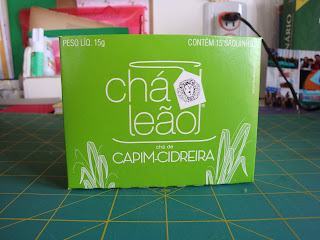 PESO LÍQ. 15g
CONTÉM 15 SAQUINHOS
chá
leão
chá de
CAPIM-CIDREIRA